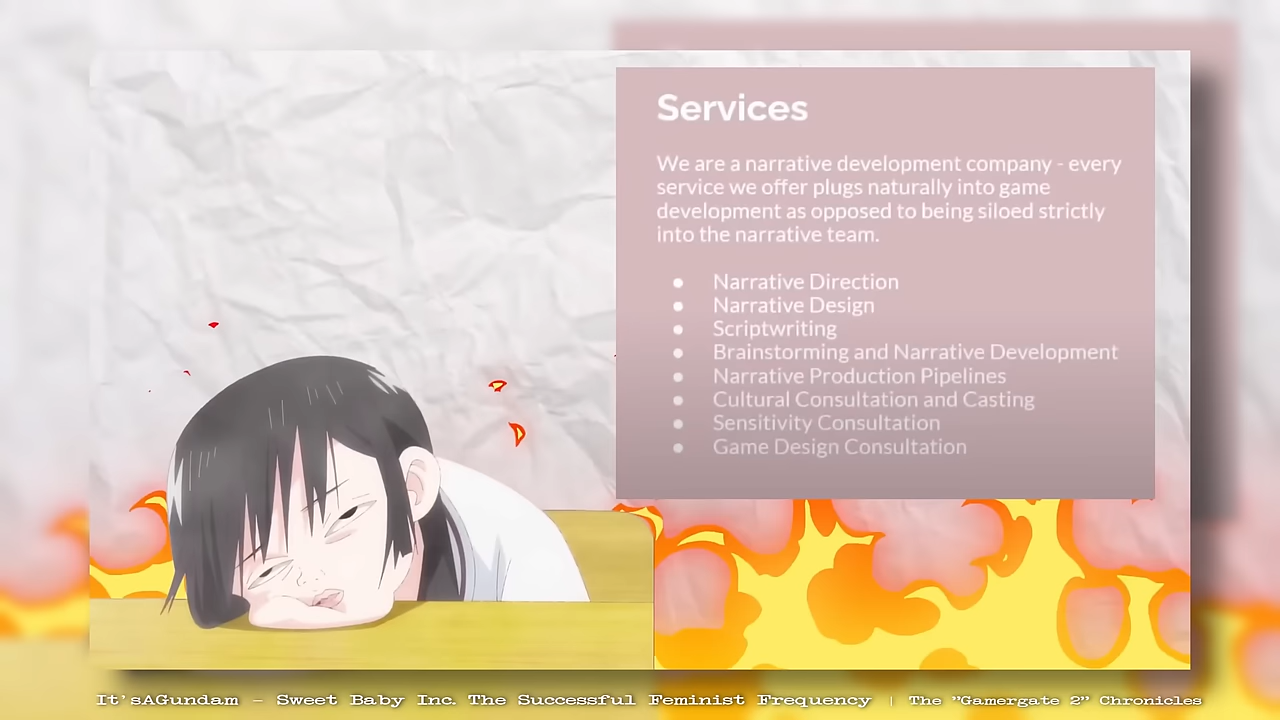 Services
We are a narrative development company - every
service we offer plugs naturally into game
development as opposed to being siloed strictly
into the narrative team.
● Narrative Direction
● Narrative Design
● Scriptwriting
● Brainstorming and Narrative Development
● Narrative Production Pipelines
● Cultural Consultation and Casting
● Sensitivity Consultation
● Game Design Consultation
It'sAGundam - Sweet Baby Inc. The Successful Feminist Frequency | The "Gamergate 2" Chronicles